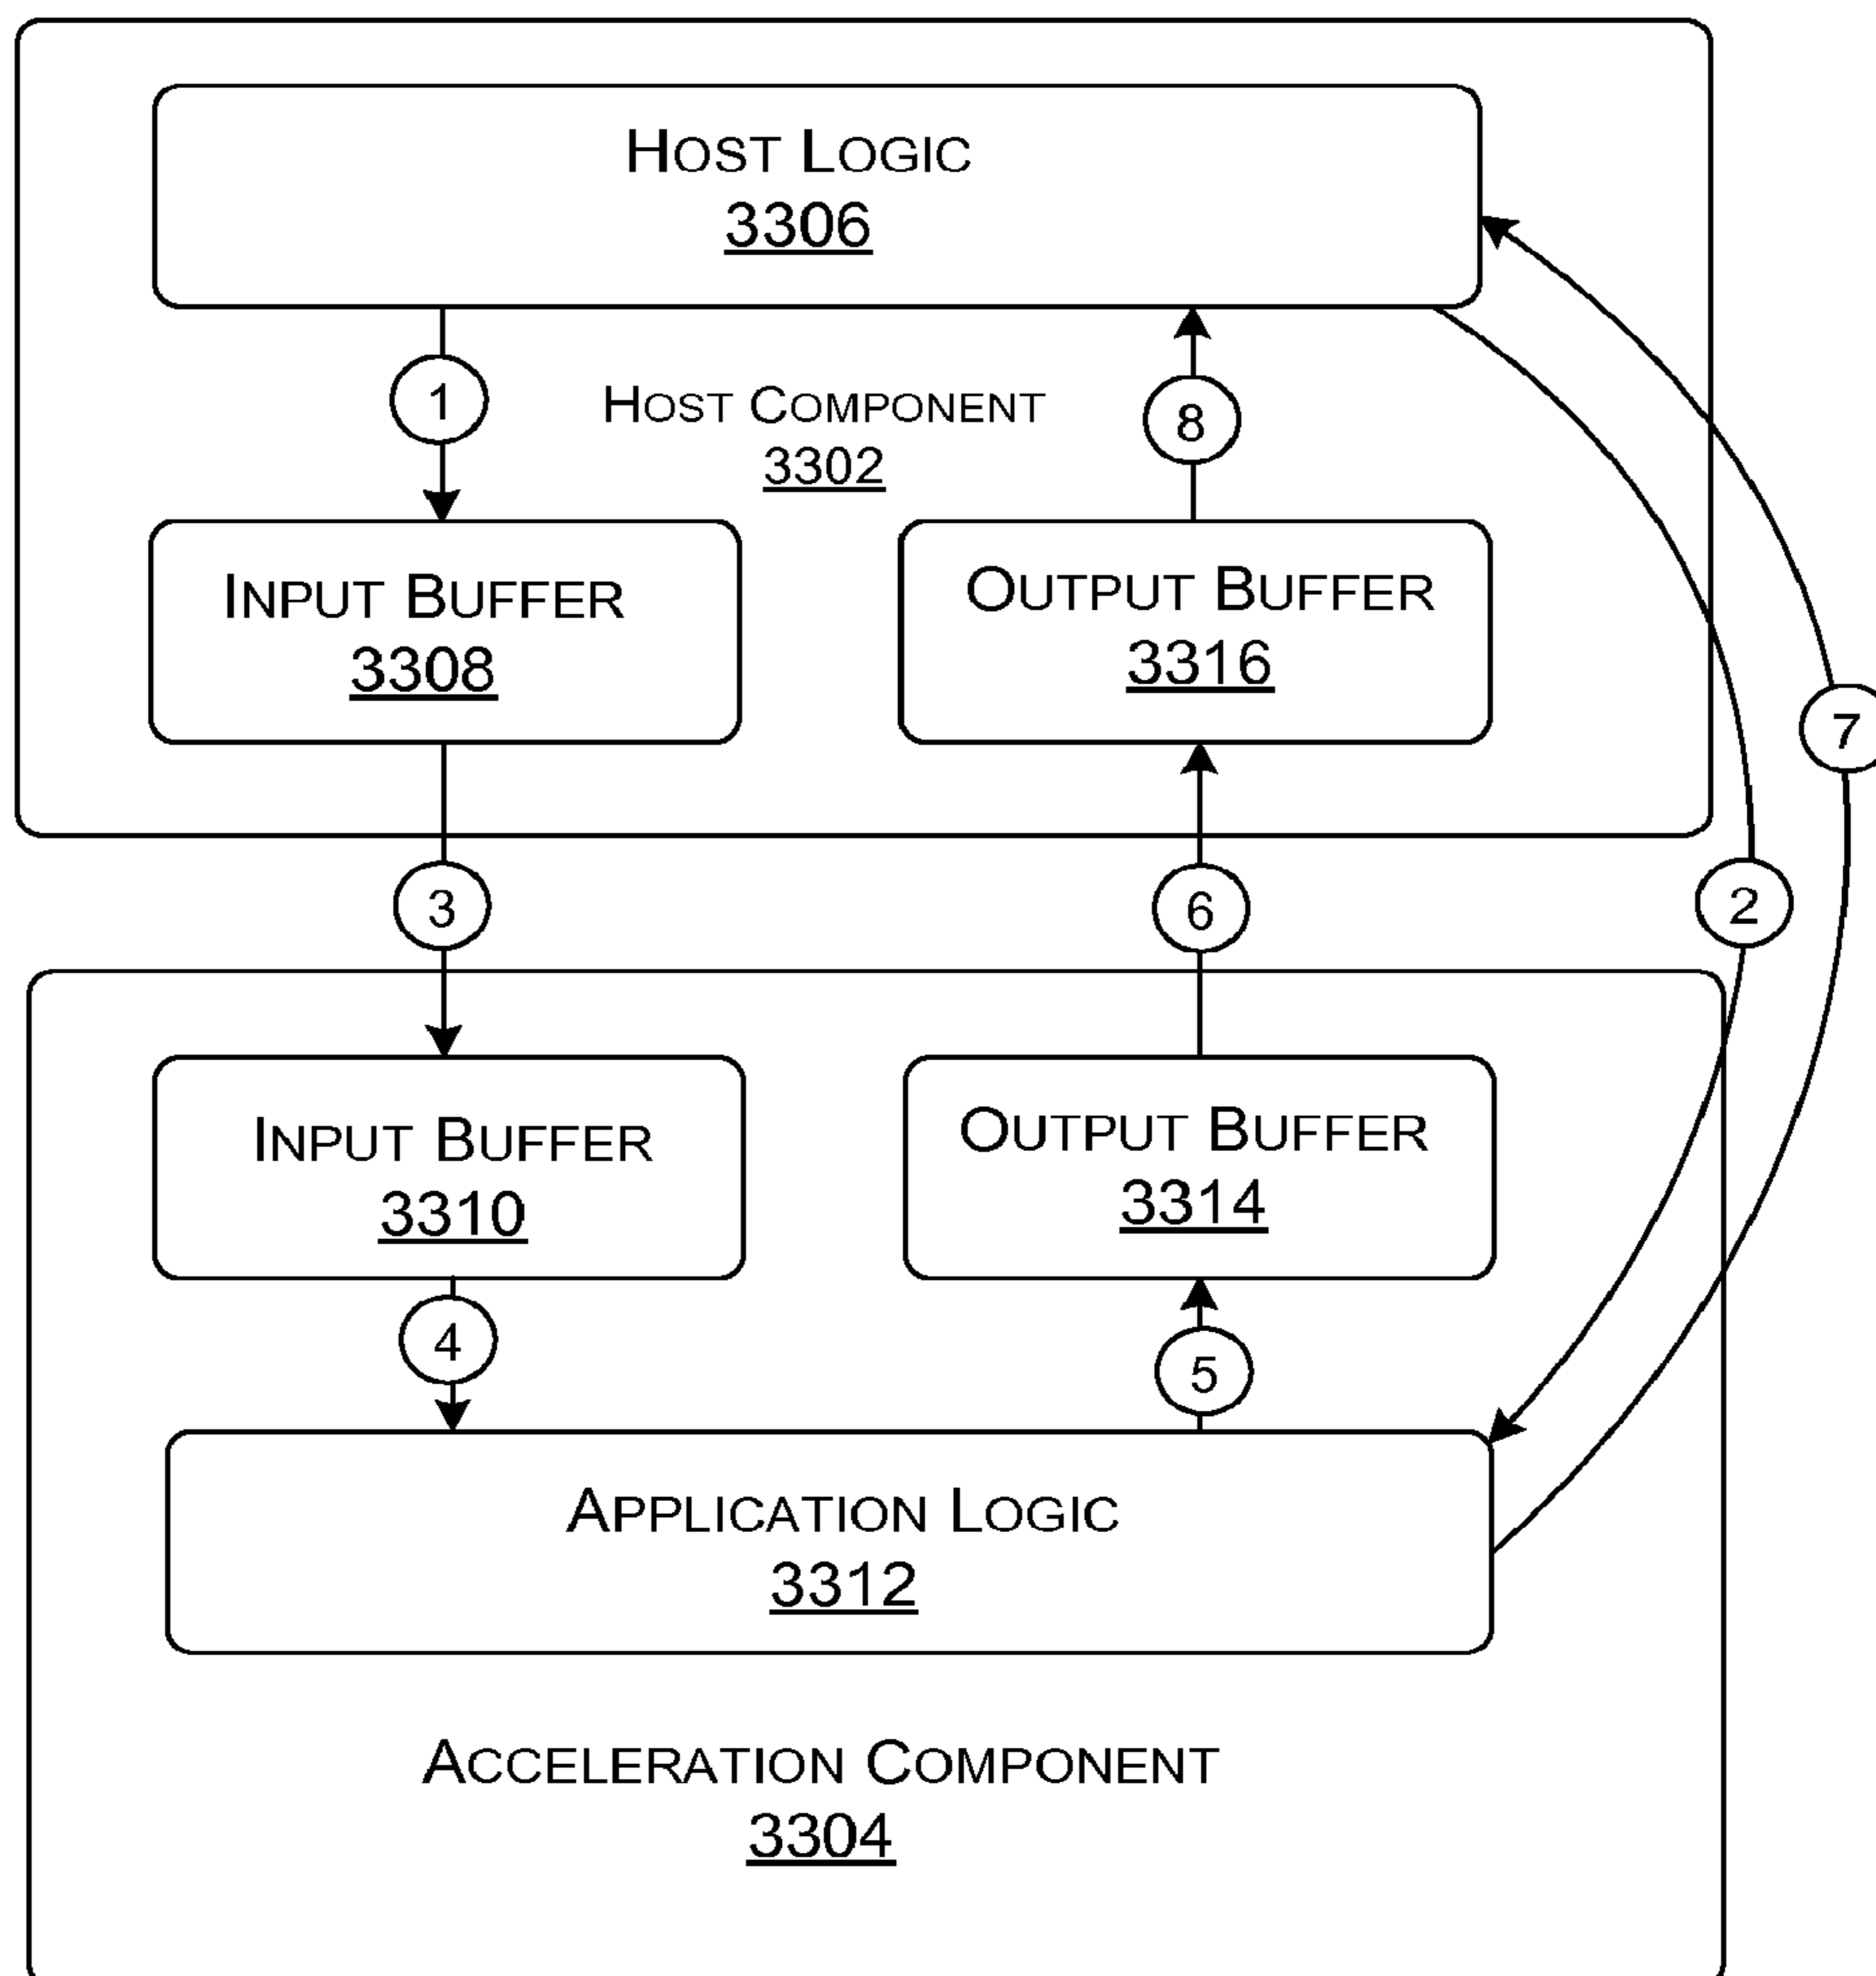 HOST LOGIC
3306
1
HOST COMPONENT
3302
8
INPUT BUFFER
3308
OUTPUT BUFFER
3316
7
3
6
2
INPUT BUFFER
3310
OUTPUT BUFFER
3314
4
5
APPLICATION LOGIC
3312
ACCELERATION COMPONENT
3304